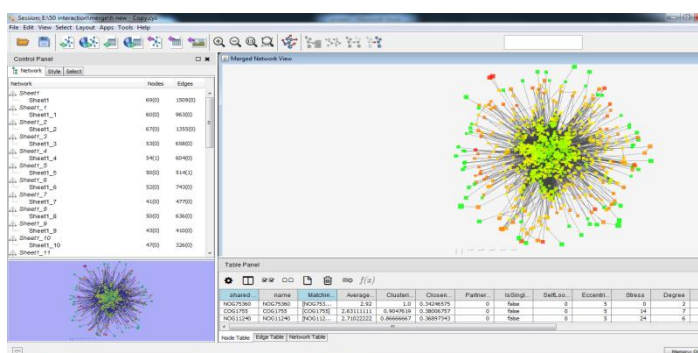 Session: E:\50 interaction\merge\h new - Copy.cys
File Edit View Select Layout Apps Tools Help
Control Panel
Network Style Select
Network Nodes Edges
Sheet1
Sheet1 69(0) 1509(0)
Sheet1_1
Sheet1_1 60(0) 963(0)
Sheet1_2
Sheet1_2 67(0) 1355(0)
Sheet1_3
Sheet1_3 53(0) 658(0)
Sheet1_4
Sheet1_4 54(1) 604(0)
Sheet1_5
Sheet1_5 50(0) 514(1)
Sheet1_6
Sheet1_6 52(0) 743(0)
Sheet1_7
Sheet1_7 41(0) 477(0)
Sheet1_8
Sheet1_8 50(0) 636(0)
Sheet1_9
Sheet1_9 43(0) 410(0)
Sheet1_10
Sheet1_10 47(0) 326(0)
Sheet1_11
Merged Network View
Table Panel
f(x)
shared... name Matchin... Average... Clusteri... Closen... Partner... IsSingl... SelfLoo... Eccentri... Stress Degree
NOG75360 NOG75360 [NOG753... 2.92 1.0 0.34246575 0 false 0 5 0 2
COG1755 COG1755 [COG1755] 2.63111111 0.9047619 0.38006757 0 false 0 5 14 7
NOG11240 NOG11240 [NOG112... 2.71022222 0.86666667 0.36897343 0 false 0 5 24 6
Node Table Edge Table Network Table